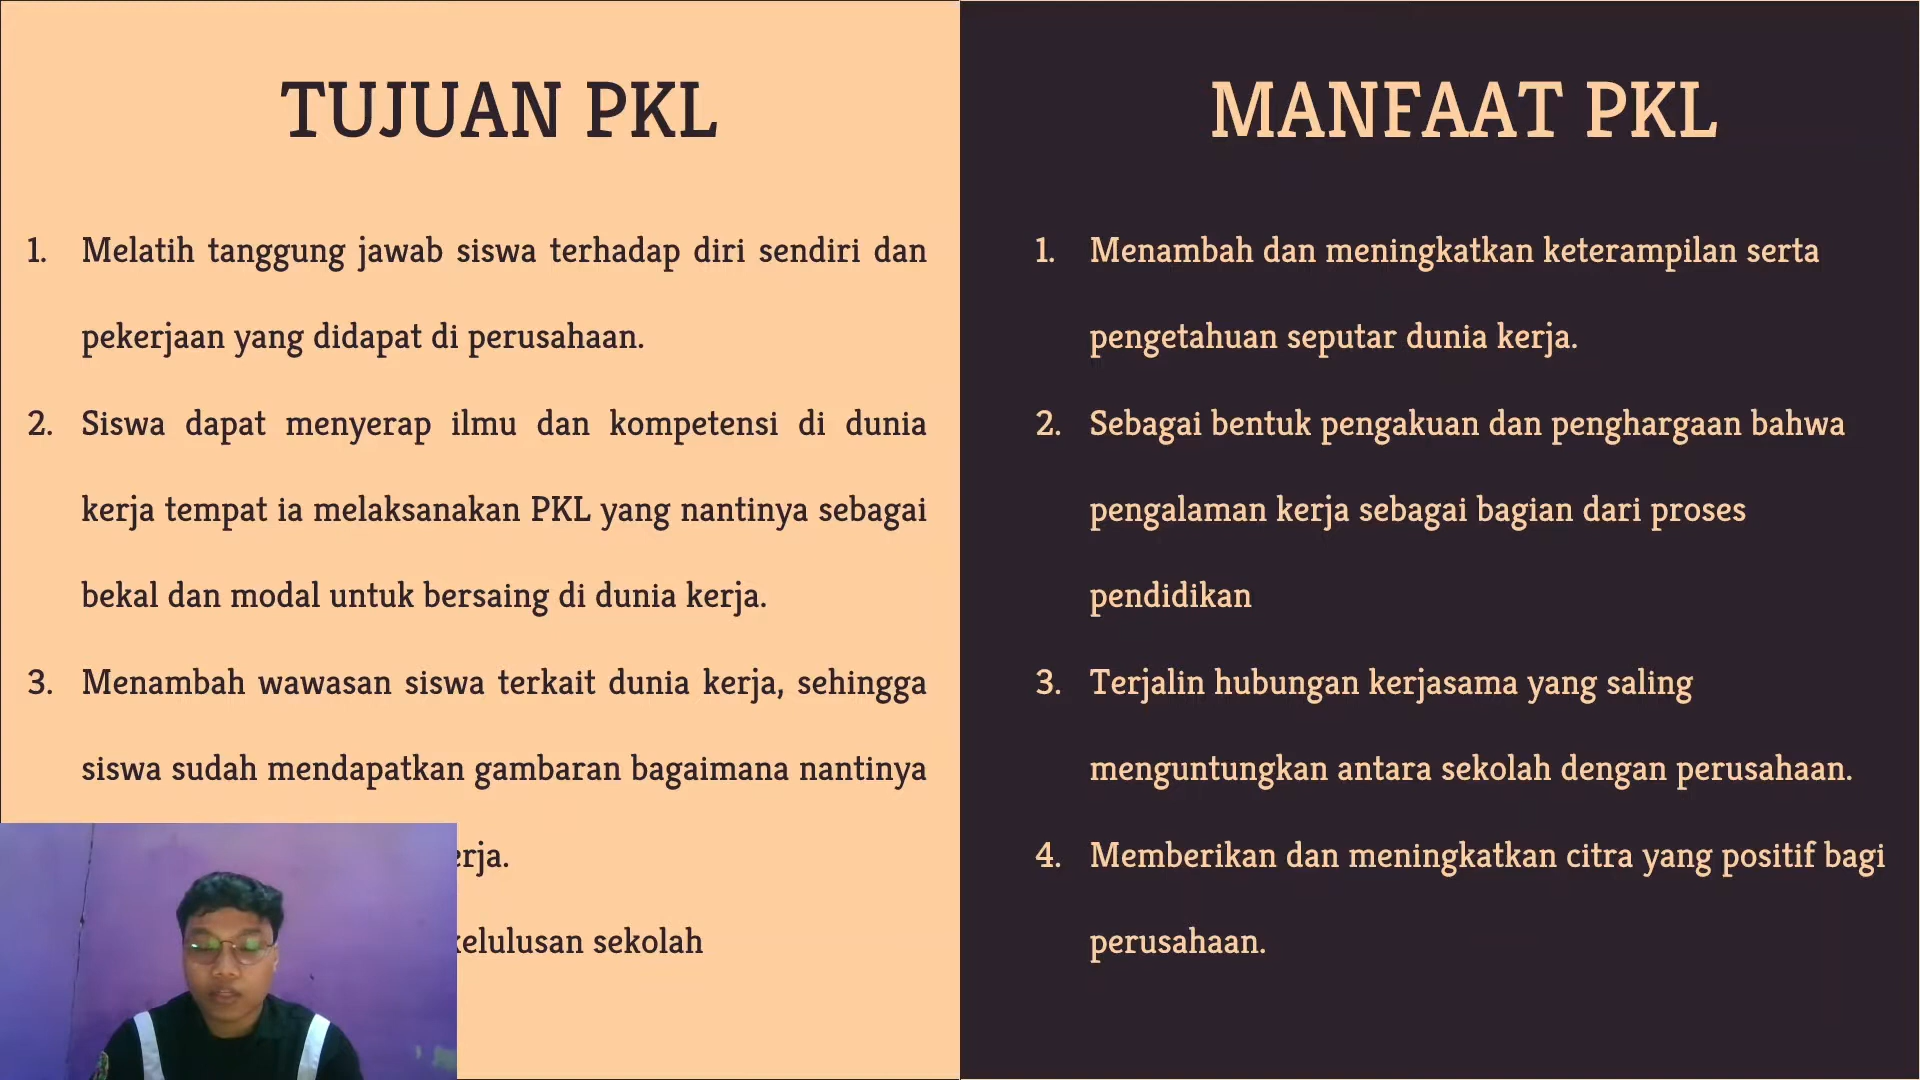 TUJUAN PKL
1. Melatih tanggung jawab siswa terhadap diri sendiri dan
pekerjaan yang didapat di perusahaan.
2. Siswa dapat menyerap ilmu dan kompetensi di dunia
kerja tempat ia melaksanakan PKL yang nantinya sebagai
bekal dan modal untuk bersaing di dunia kerja.
3. Menambah wawasan siswa terkait dunia kerja, sehingga
siswa sudah mendapatkan gambaran bagaimana nantinya
erja.
kelulusan sekolah
MANFAAT PKL
1. Menambah dan meningkatkan keterampilan serta
pengetahuan seputar dunia kerja.
2. Sebagai bentuk pengakuan dan penghargaan bahwa
pengalaman kerja sebagai bagian dari proses
pendidikan
3. Terjalin hubungan kerjasama yang saling
menguntungkan antara sekolah dengan perusahaan.
4. Memberikan dan meningkatkan citra yang positif bagi
perusahaan.